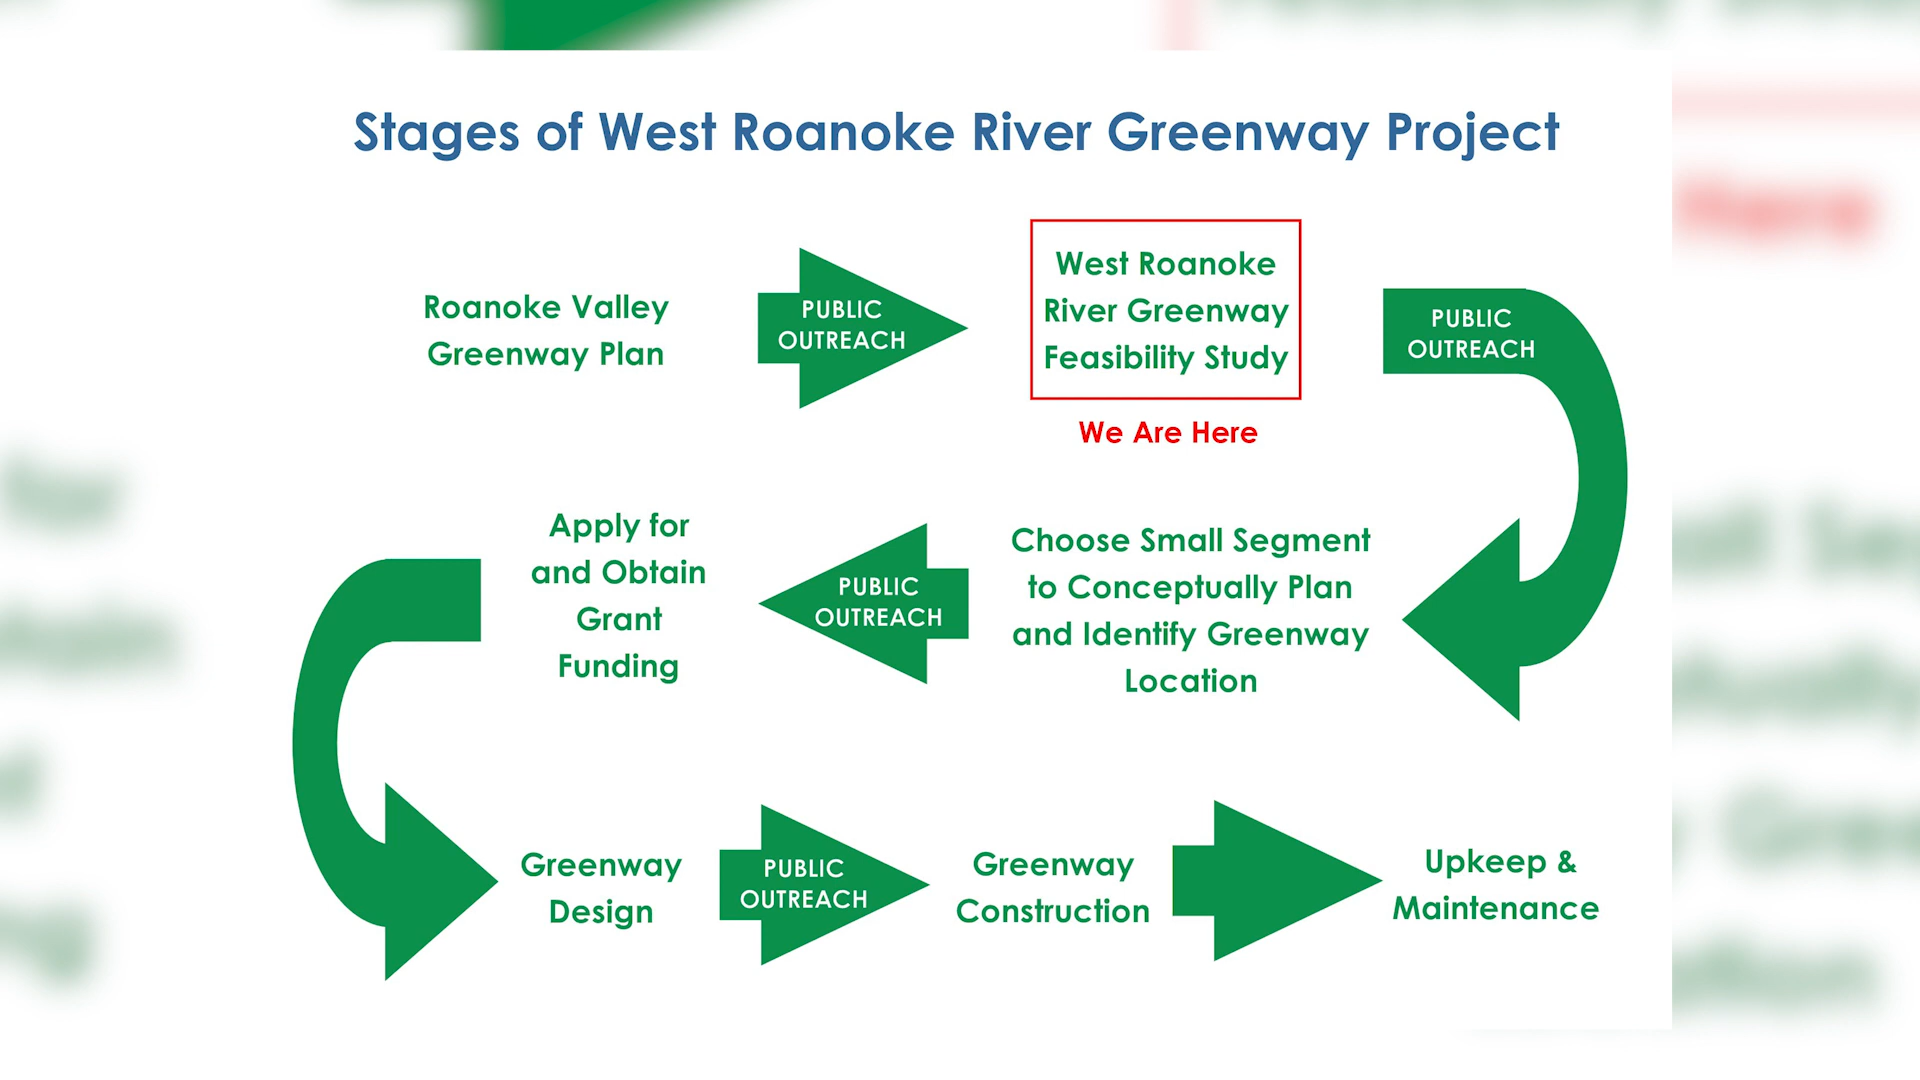 Stages of West Roanoke River Greenway Project
Roanoke Valley
Greenway Plan
PUBLIC
OUTREACH
West Roanoke
River Greenway
Feasibility Study
We Are Here
PUBLIC
OUTREACH
Choose Small Segment
to Conceptually Plan
and Identify Greenway
Location
PUBLIC
OUTREACH
Apply for
and Obtain
Grant
Funding
Greenway
Design
PUBLIC
OUTREACH
Greenway
Construction
Upkeep &
Maintenance